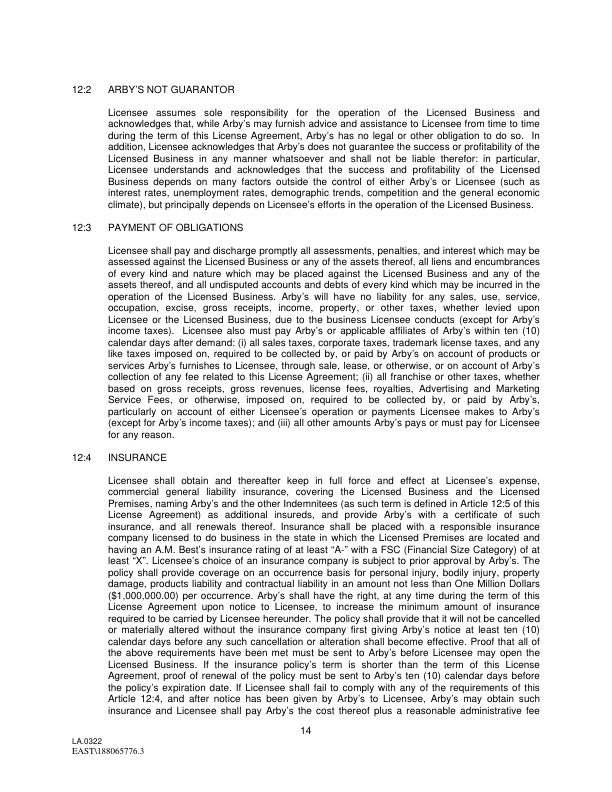 12:2 ARBY'S NOT GUARANTOR
Licensee assumes sole responsibility for the operation of the Licensed Business and
acknowledges that, while Arby's may furnish advice and assistance to Licensee from time to time
during the term of this License Agreement, Arby's has no legal or other obligation to do so. In
addition, Licensee acknowledges that Arby's does not guarantee the success or profitability of the
Licensed Business in any manner whatsoever and shall not be liable therefor: in particular,
Licensee understands and acknowledges that the success and profitability of the Licensed
Business depends on many factors outside the control of either Arby's or Licensee (such as
interest rates, unemployment rates, demographic trends, competition and the general economic
climate), but principally depends on Licensee's efforts in the operation of the Licensed Business.
12:3 PAYMENT OF OBLIGATIONS
Licensee shall pay and discharge promptly all assessments, penalties, and interest which may be
assessed against the Licensed Business or any of the assets thereof, all liens and encumbrances
of every kind and nature which may be placed against the Licensed Business and any of the
assets thereof, and all undisputed accounts and debts of every kind which may be incurred in the
operation of the Licensed Business. Arby's will have no liability for any sales, use, service,
occupation, excise, gross receipts, income, property, or other taxes, whether levied upon
Licensee or the Licensed Business, due to the business Licensee conducts (except for Arby's
income taxes). Licensee also must pay Arby's or applicable affiliates of Arby's within ten (10)
calendar days after demand: (i) all sales taxes, corporate taxes, trademark license taxes, and any
like taxes imposed on, required to be collected by, or paid by Arby's on account of products or
services Arby's furnishes to Licensee, through sale, lease, or otherwise, or on account of Arby's
collection of any fee related to this License Agreement; (ii) all franchise or other taxes, whether
based on gross receipts, gross revenues, license fees, royalties, Advertising and Marketing
Service Fees, or otherwise, imposed on, required to be collected by, or paid by Arby's,
particularly on account of either Licensee's operation or payments Licensee makes to Arby's
(except for Arby's income taxes); and (iii) all other amounts Arby's pays or must pay for Licensee
for any reason.
12:4 INSURANCE
Licensee shall obtain and thereafter keep in full force and effect at Licensee's expense,
commercial general liability insurance, covering the Licensed Business and the Licensed
Premises, naming Arby's and the other Indemnitees (as such term is defined in Article 12:5 of this
License Agreement) as additional insureds, and provide Arby's with a certificate of such
insurance, and all renewals thereof. Insurance shall be placed with a responsible insurance
company licensed to do business in the state in which the Licensed Premises are located and
having an A.M. Best's insurance rating of at least "A-" with a FSC (Financial Size Category) of at
least "X". Licensee's choice of an insurance company is subject to prior approval by Arby's. The
policy shall provide coverage on an occurrence basis for personal injury, bodily injury, property
damage, products liability and contractual liability in an amount not less than One Million Dollars
($1,000,000.00) per occurrence. Arby's shall have the right, at any time during the term of this
License Agreement upon notice to Licensee, to increase the minimum amount of insurance
required to be carried by Licensee hereunder. The policy shall provide that it will not be cancelled
or materially altered without the insurance company first giving Arby's notice at least ten (10)
calendar days before any such cancellation or alteration shall become effective. Proof that all of
the above requirements have been met must be sent to Arby's before Licensee may open the
Licensed Business. If the insurance policy's term is shorter than the term of this License
Agreement, proof of renewal of the policy must be sent to Arby's ten (10) calendar days before
the policy's expiration date. If Licensee shall fail to comply with any of the requirements of this
Article 12:4, and after notice has been given by Arby's to Licensee, Arby's may obtain such
insurance and Licensee shall pay Arby's the cost thereof plus a reasonable administrative fee
14
LA.0322
EAST\188065776.3